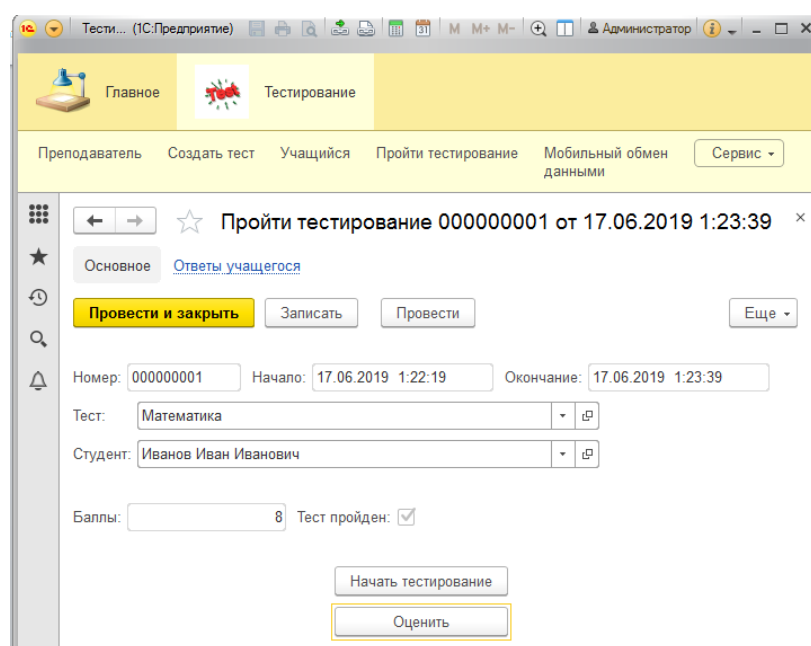 Тести... (1С:Предприятие) 31 M M+ M- Администратор
Главное Test Тестирование
Преподаватель Создать тест Учащийся Пройти тестирование Мобильный обмен данными Сервис
Пройти тестирование 000000001 от 17.06.2019 1:23:39
Основное Ответы учащегося
Провести и закрыть Записать Провести Еще
Номер: 000000001 Начало: 17.06.2019 1:22:19 Окончание: 17.06.2019 1:23:39
Тест: Математика
Студент: Иванов Иван Иванович
Баллы: 8 Тест пройден:
Начать тестирование
Оценить